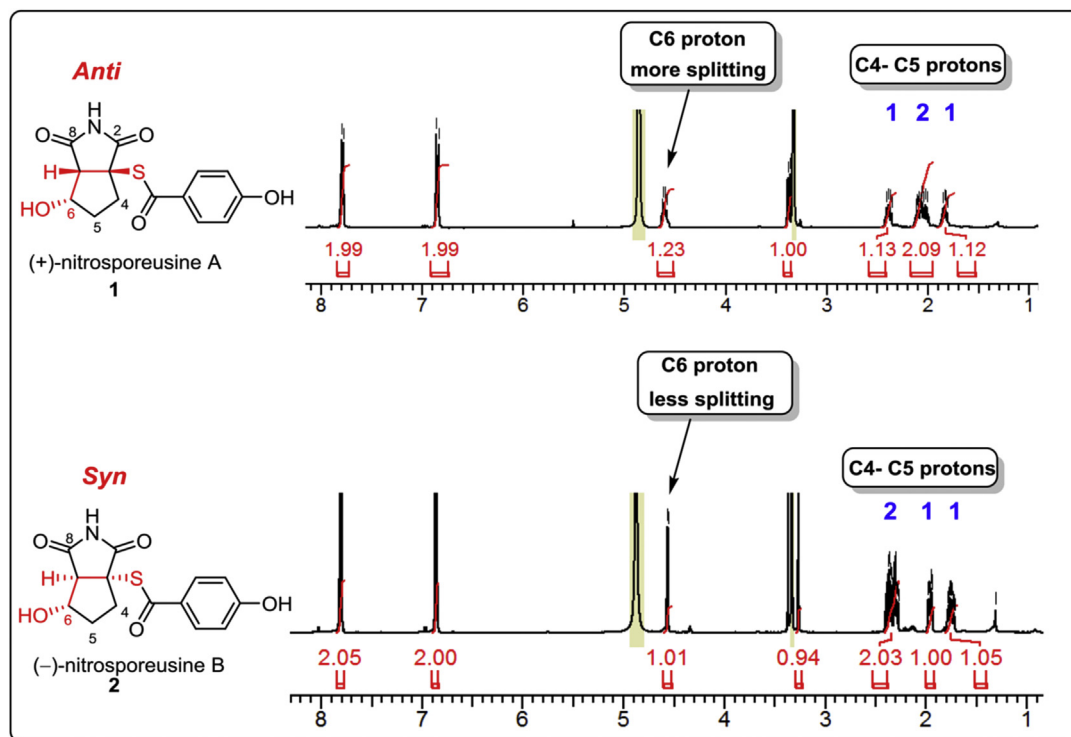 Anti
C6 proton
more splitting
C4- C5 protons
1 2 1
H
N
O 8 2 O
H S
HO 6 4 OH
5 O
(+)-nitrosporeusine A
1
1.99 1.99 1.23 1.00 1.13 2.09 1.12
8 7 6 5 4 3 2 1
C6 proton
less splitting
Syn
C4- C5 protons
2 1 1
H
N
O 8 O
H S
HO 6 4 OH
5 O
(−)-nitrosporeusine B
2
2.05 2.00 1.01 0.94 2.03 1.00 1.05
8 7 6 5 4 3 2 1